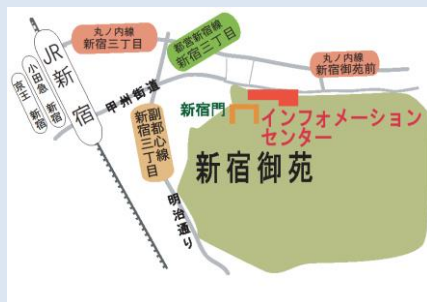 丸ノ内線
新宿三丁目
都営新宿線
新宿三丁目
丸ノ内線
新宿御苑前
JR新宿
小田急 新宿
京王 新宿
甲州街道
副都心線
新宿三丁目
新宿門
インフォメーション
センター
新宿御苑
明治通り